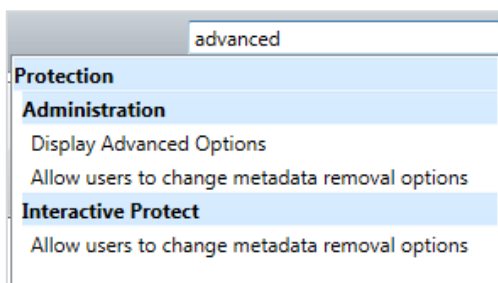 advanced
Protection
Administration
Display Advanced Options
Allow users to change metadata removal options
Interactive Protect
Allow users to change metadata removal options